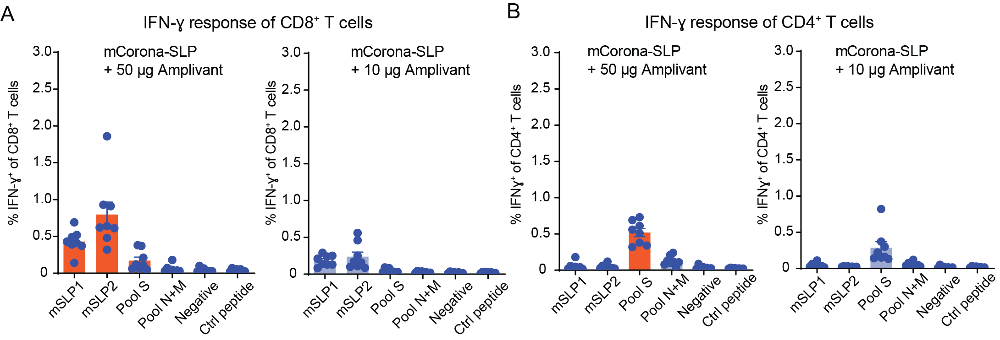 A
IFN-ɣ response of CD8⁺ T cells
mCorona-SLP
+ 50 µg Amplivant
% IFN-ɣ⁺ of CD8⁺ T cells
3.0
2.5
2.0
1.5
1.0
0.5
0
mSLP1
mSLP2
Pool S
Pool N+M
Negative
Ctrl peptide
mCorona-SLP
+ 10 µg Amplivant
% IFN-ɣ⁺ of CD8⁺ T cells
3.0
2.5
2.0
1.5
1.0
0.5
0
mSLP1
mSLP2
Pool S
Pool N+M
Negative
Ctrl peptide
B
IFN-ɣ response of CD4⁺ T cells
mCorona-SLP
+ 50 µg Amplivant
% IFNɣ⁺ of CD4⁺ T cells
3.0
2.5
2.0
1.5
1.0
0.5
0
mSLP1
mSLP2
Pool S
Pool N+M
Negative
Ctrl peptide
mCorona-SLP
+ 10 µg Amplivant
% IFNɣ⁺ of CD4⁺ T cells
3.0
2.5
2.0
1.5
1.0
0.5
0
mSLP1
mSLP2
Pool S
Pool N+M
Negative
Ctrl peptide